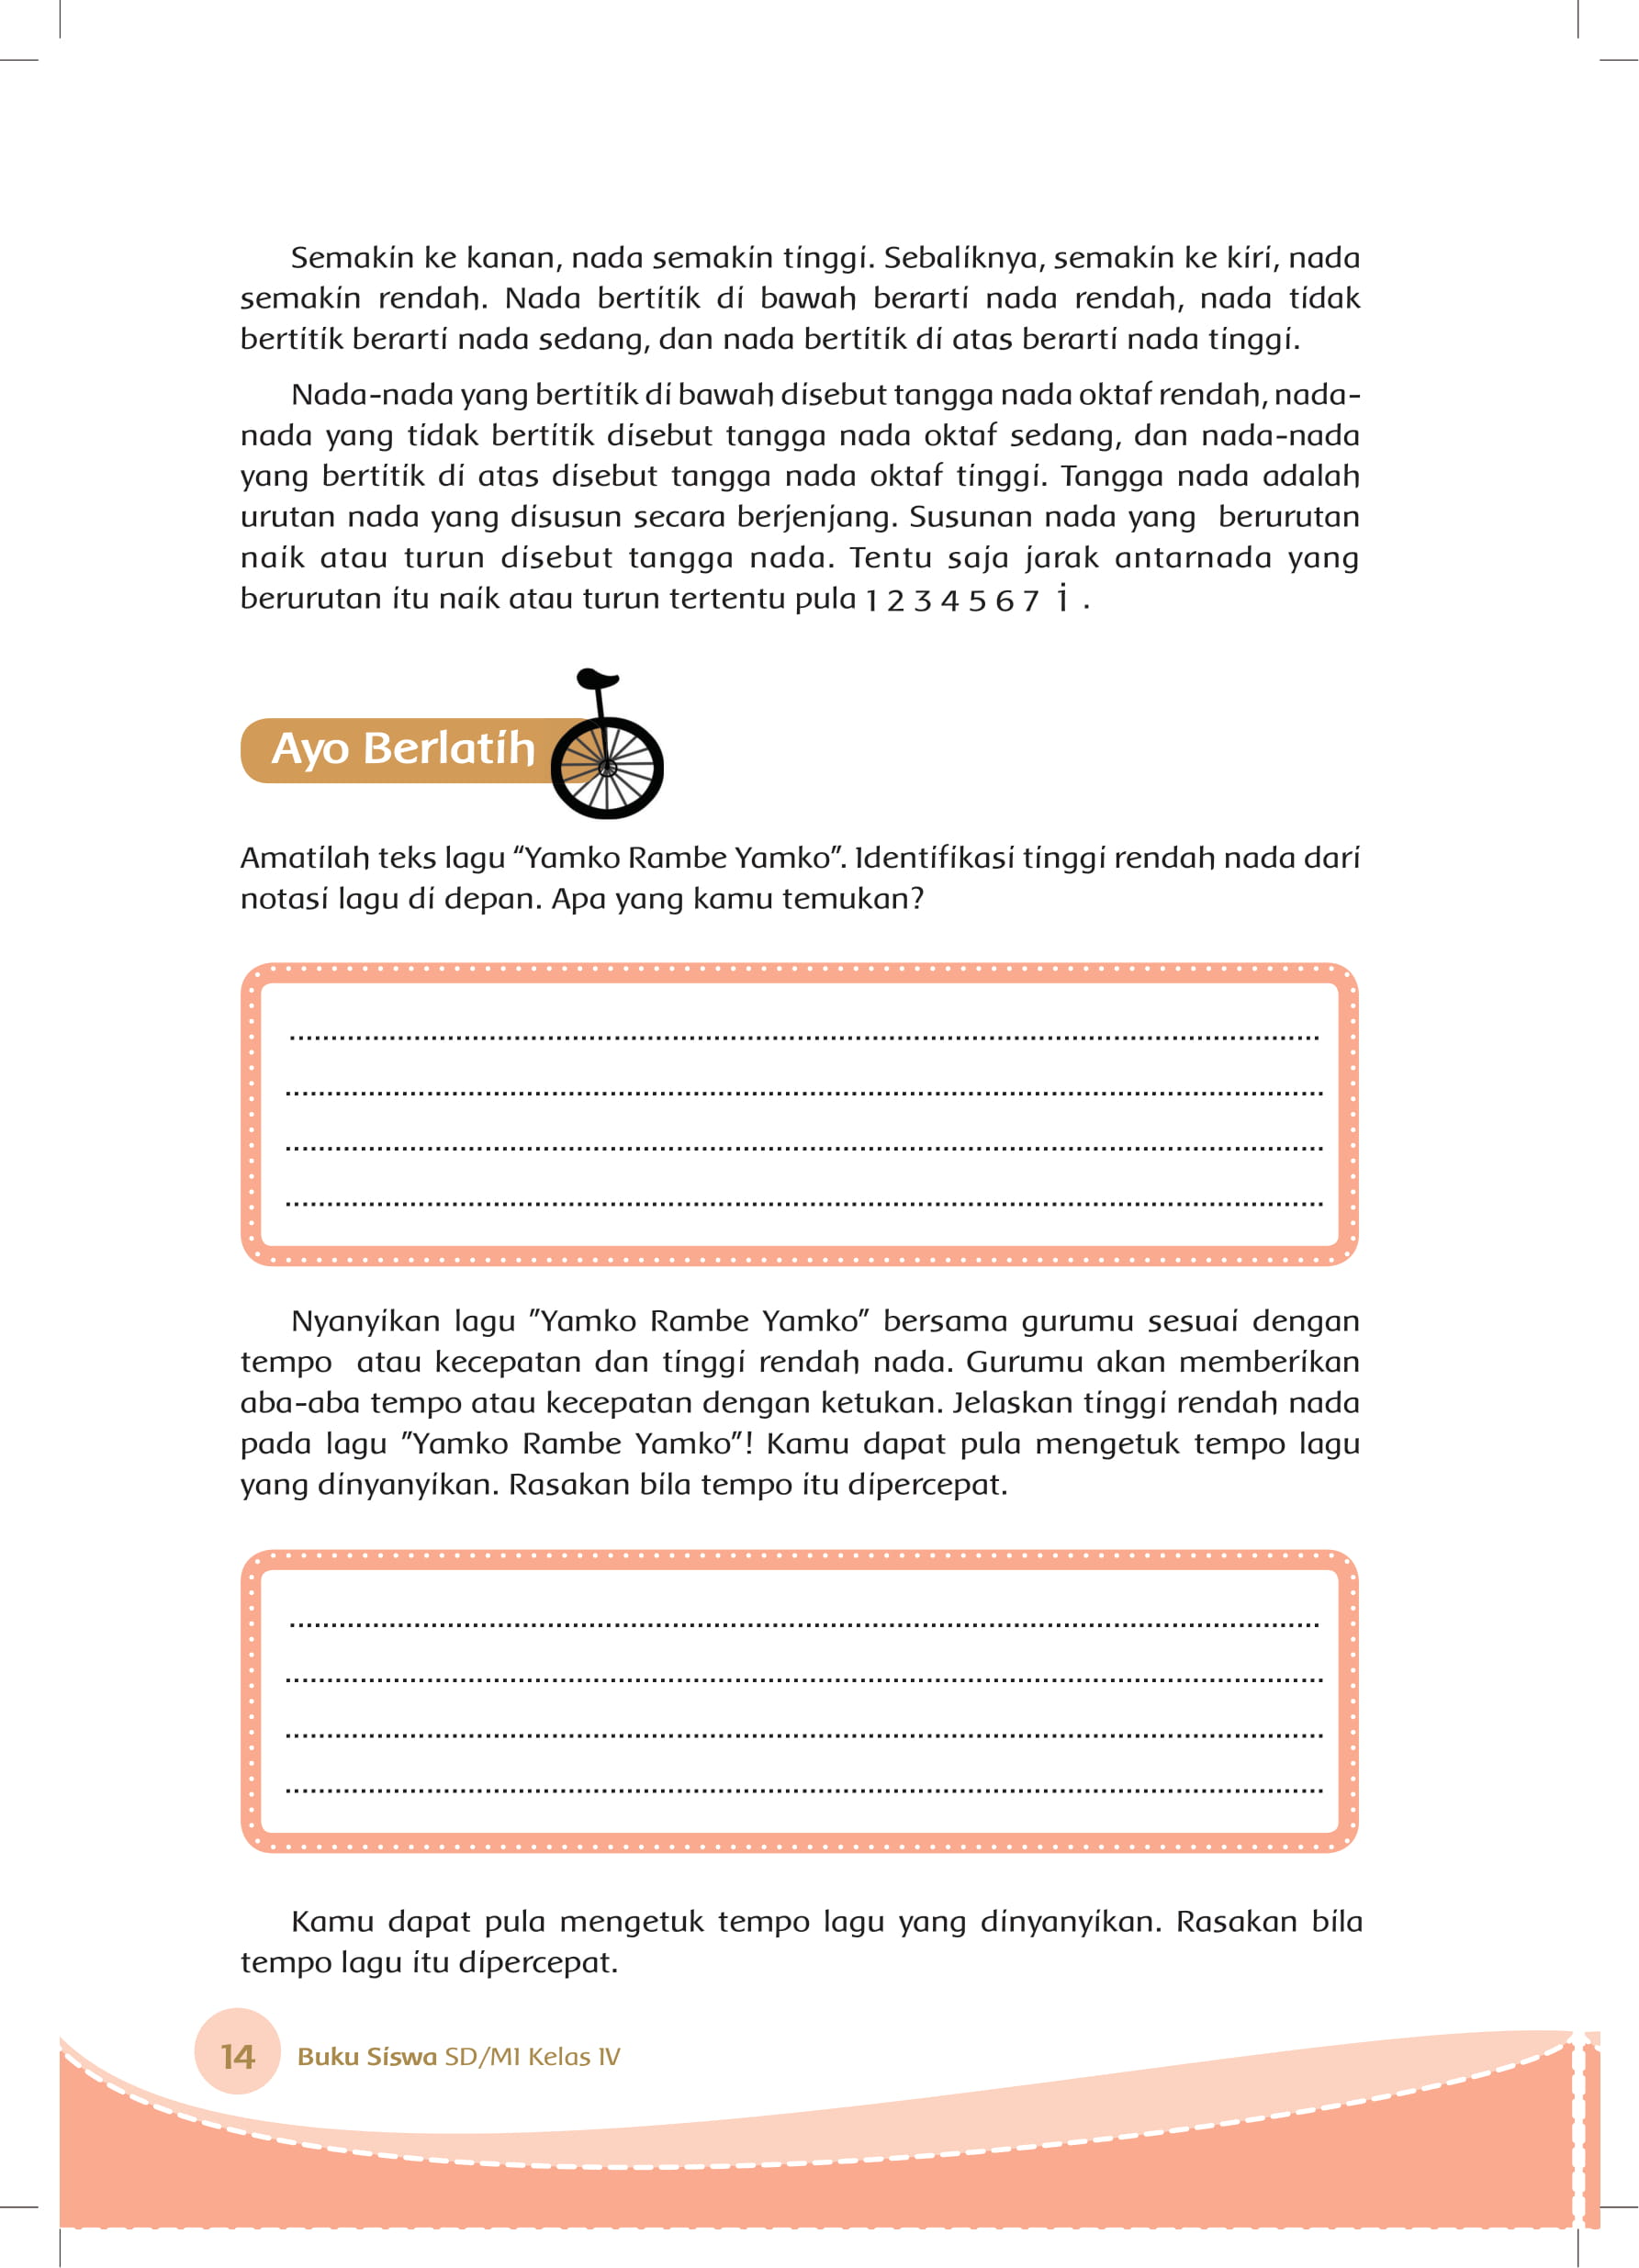 Semakin ke kanan, nada semakin tinggi. Sebaliknya, semakin ke kiri, nada
semakin rendah. Nada bertitik di bawah berarti nada rendah, nada tidak
bertitik berarti nada sedang, dan nada bertitik di atas berarti nada tinggi.
Nada-nada yang bertitik di bawah disebut tangga nada oktaf rendah, nada-
nada yang tidak bertitik disebut tangga nada oktaf sedang, dan nada-nada
yang bertitik di atas disebut tangga nada oktaf tinggi. Tangga nada adalah
urutan nada yang disusun secara berjenjang. Susunan nada yang berurutan
naik atau turun disebut tangga nada. Tentu saja jarak antarnada yang
berurutan itu naik atau turun tertentu pula 1 2 3 4 5 6 7 i̇ .
Ayo Berlatih
Amatilah teks lagu “Yamko Rambe Yamko”. Identifikasi tinggi rendah nada dari
notasi lagu di depan. Apa yang kamu temukan?
Nyanyikan lagu ”Yamko Rambe Yamko” bersama gurumu sesuai dengan
tempo atau kecepatan dan tinggi rendah nada. Gurumu akan memberikan
aba-aba tempo atau kecepatan dengan ketukan. Jelaskan tinggi rendah nada
pada lagu ”Yamko Rambe Yamko”! Kamu dapat pula mengetuk tempo lagu
yang dinyanyikan. Rasakan bila tempo itu dipercepat.
Kamu dapat pula mengetuk tempo lagu yang dinyanyikan. Rasakan bila
tempo lagu itu dipercepat.
14 Buku Siswa SD/MI Kelas IV